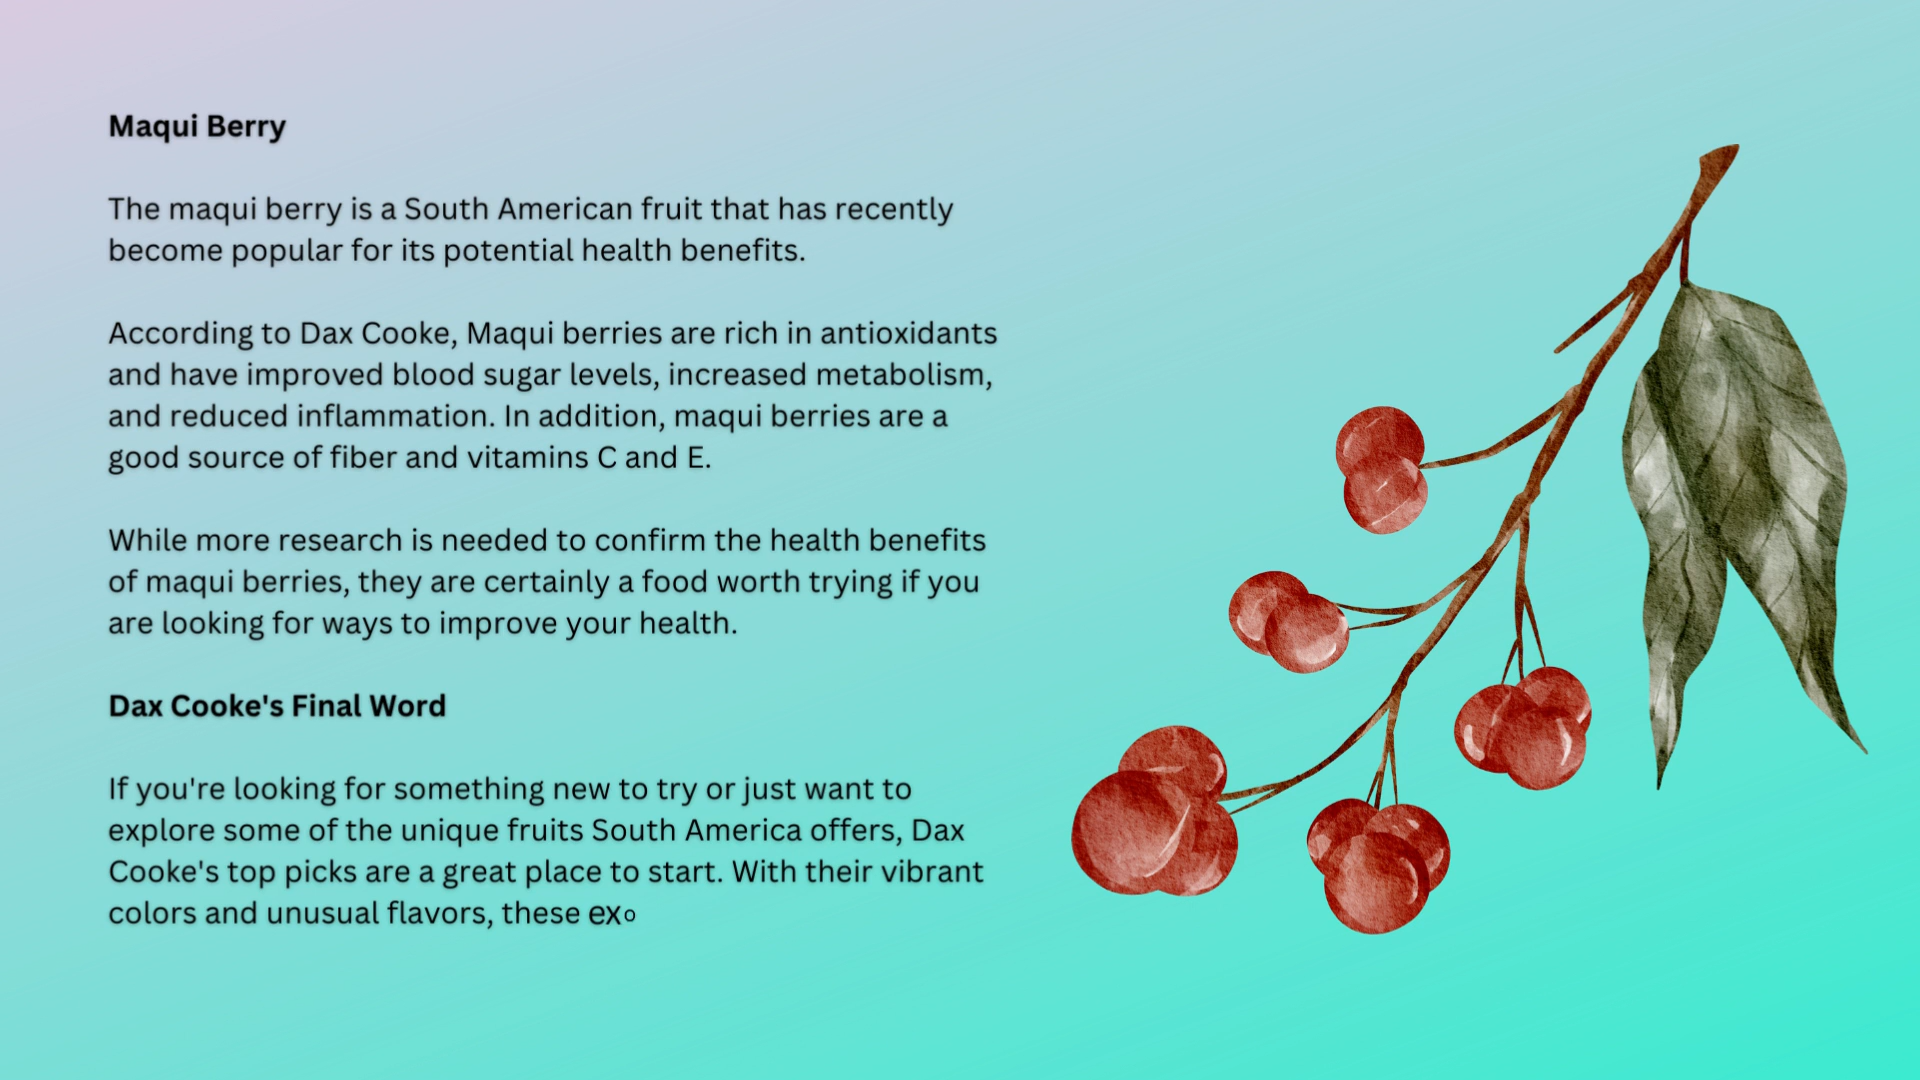 Maqui Berry
The maqui berry is a South American fruit that has recently
become popular for its potential health benefits.
According to Dax Cooke, Maqui berries are rich in antioxidants
and have improved blood sugar levels, increased metabolism,
and reduced inflammation. In addition, maqui berries are a
good source of fiber and vitamins C and E.
While more research is needed to confirm the health benefits
of maqui berries, they are certainly a food worth trying if you
are looking for ways to improve your health.
Dax Cooke's Final Word
If you're looking for something new to try or just want to
explore some of the unique fruits South America offers, Dax
Cooke's top picks are a great place to start. With their vibrant
colors and unusual flavors, these exo